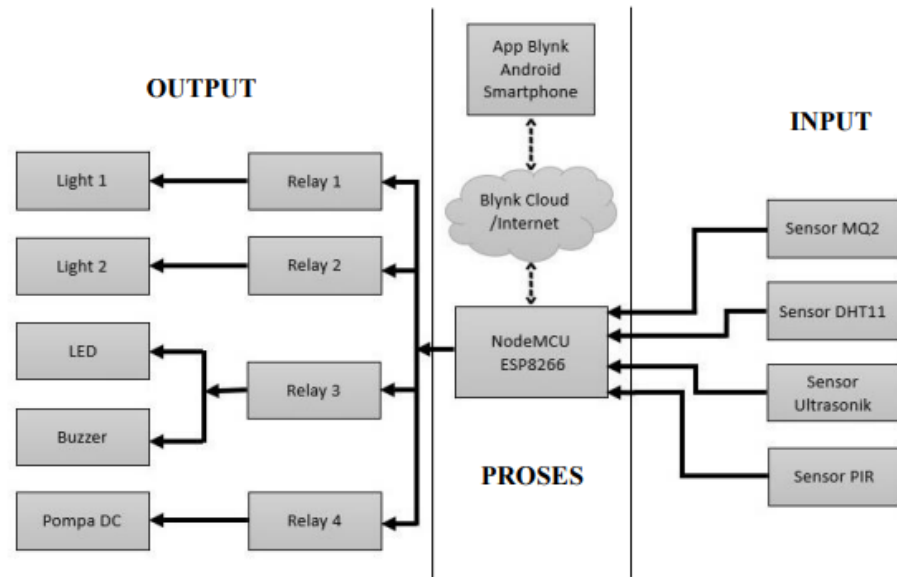 OUTPUT
Light 1
Relay 1
Light 2
Relay 2
LED
Buzzer
Relay 3
Pompa DC
Relay 4
App Blynk
Android
Smartphone
Blynk Cloud
/Internet
NodeMCU
ESP8266
PROSES
INPUT
Sensor MQ2
Sensor DHT11
Sensor
Ultrasonik
Sensor PIR